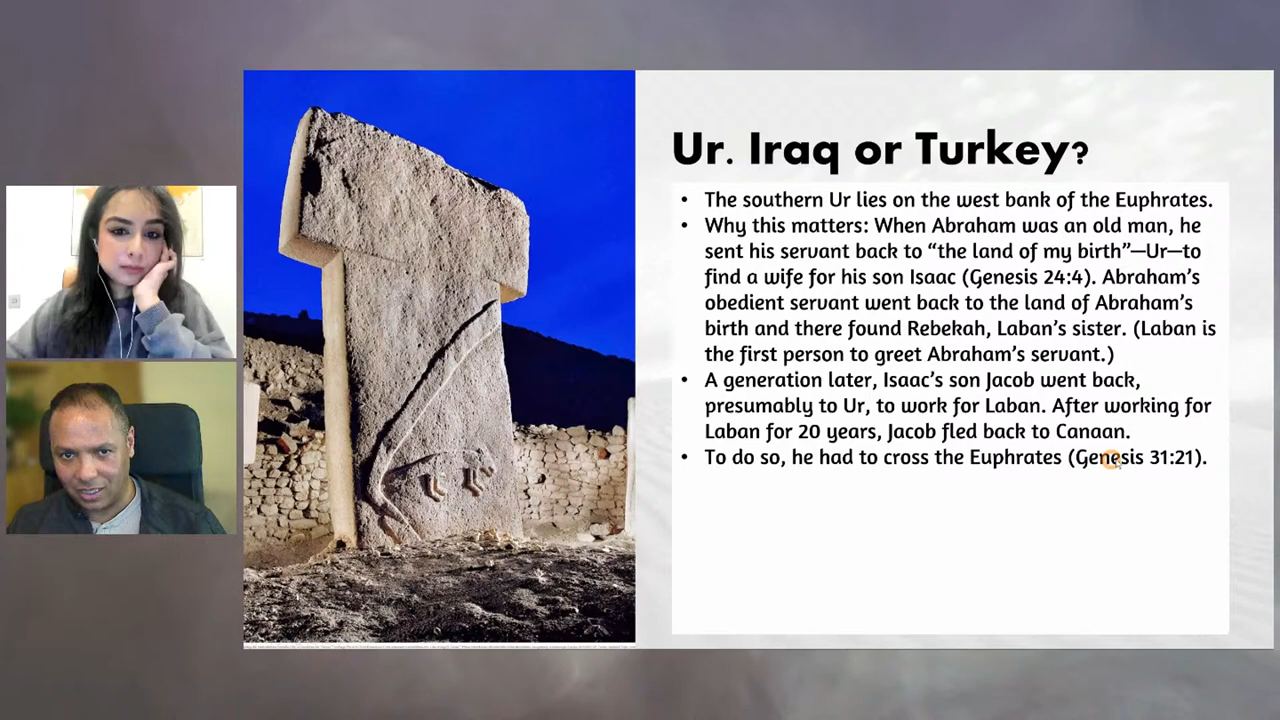 Ur. Iraq or Turkey?
• The southern Ur lies on the west bank of the Euphrates.
• Why this matters: When Abraham was an old man, he
sent his servant back to “the land of my birth”—Ur—to
find a wife for his son Isaac (Genesis 24:4). Abraham’s
obedient servant went back to the land of Abraham’s
birth and there found Rebekah, Laban’s sister. (Laban is
the first person to greet Abraham’s servant.)
• A generation later, Isaac’s son Jacob went back,
presumably to Ur, to work for Laban. After working for
Laban for 20 years, Jacob fled back to Canaan.
• To do so, he had to cross the Euphrates (Genesis 31:21).